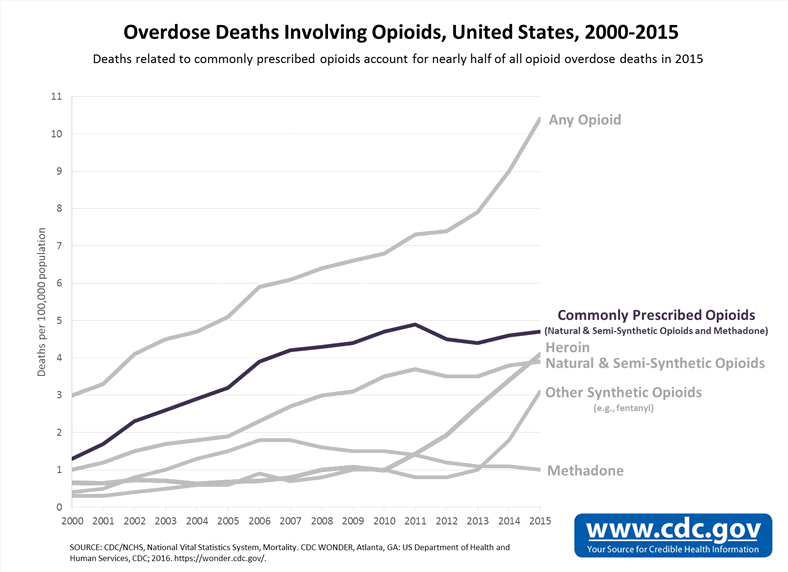 Overdose Deaths Involving Opioids, United States, 2000-2015
Deaths related to commonly prescribed opioids account for nearly half of all opioid overdose deaths in 2015
11
10
9
8
7
6
5
4
3
2
1
0
Deaths per 100,000 population
Any Opioid
Commonly Prescribed Opioids
(Natural & Semi-Synthetic Opioids and Methadone)
Heroin
Natural & Semi-Synthetic Opioids
Other Synthetic Opioids
(e.g., fentanyl)
Methadone
2000 2001 2002 2003 2004 2005 2006 2007 2008 2009 2010 2011 2012 2013 2014 2015
SOURCE: CDC/NCHS, National Vital Statistics System, Mortality. CDC WONDER, Atlanta, GA: US Department of Health and
Human Services, CDC; 2016. https://wonder.cdc.gov/.
www.cdc.gov
Your Source for Credible Health Information